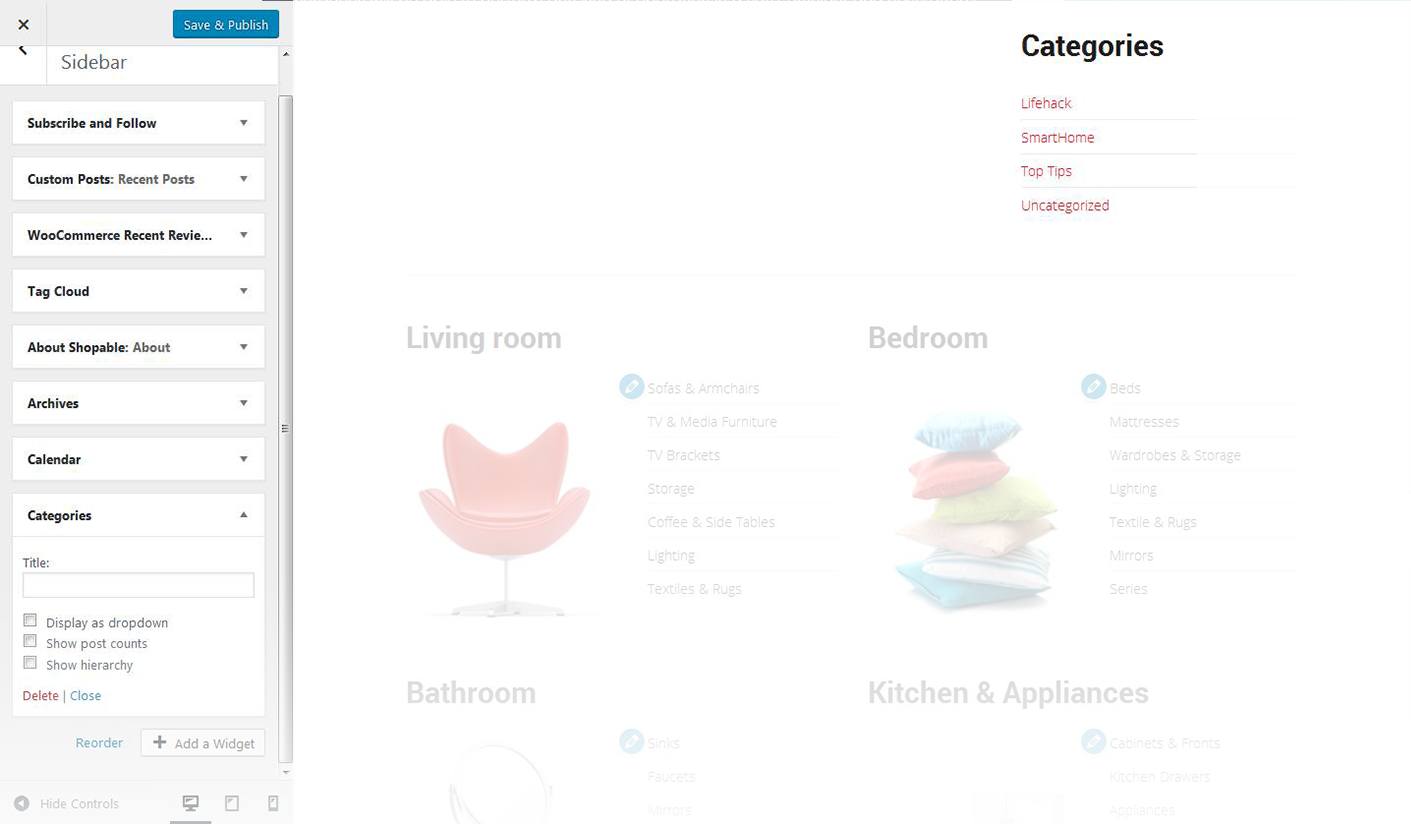 Save & Publish
Sidebar
Subscribe and Follow
Custom Posts: Recent Posts
WooCommerce Recent Revie...
Tag Cloud
About Shopable: About
Archives
Calendar
Categories
Title:
Display as dropdown
Show post counts
Show hierarchy
Delete | Close
Reorder
Add a Widget
Hide Controls
Categories
Lifehack
SmartHome
Top Tips
Uncategorized
Living room
Sofas & Armchairs
TV & Media Furniture
TV Brackets
Storage
Coffee & Side Tables
Lighting
Textiles & Rugs
Bedroom
Beds
Mattresses
Wardrobes & Storage
Lighting
Textile & Rugs
Mirrors
Series
Bathroom
Sinks
Faucets
Mirrors
Kitchen & Appliances
Cabinets & Fronts
Kitchen Drawers
Appliances